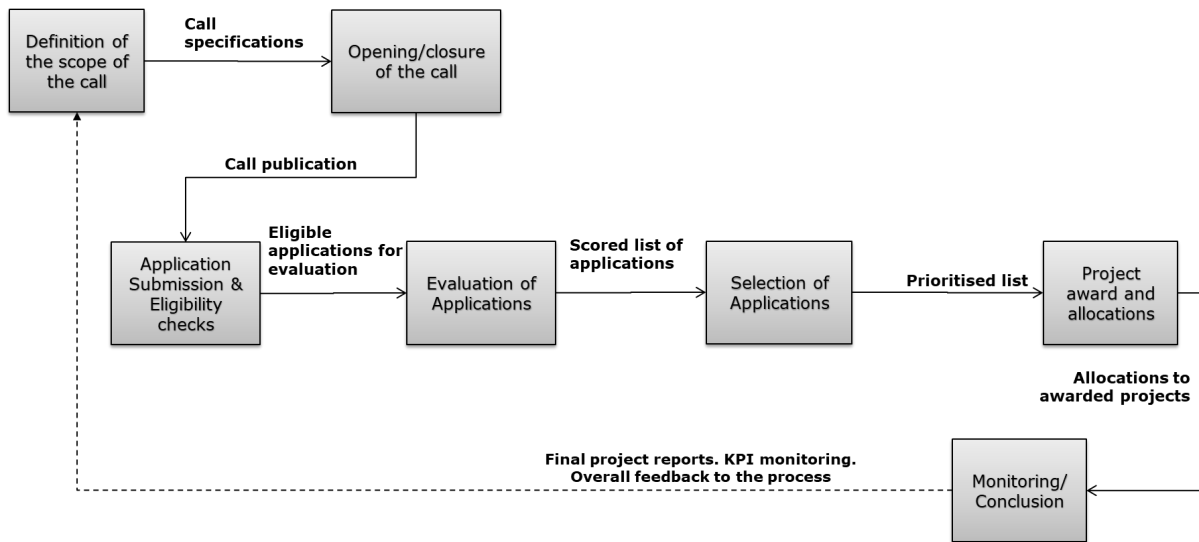 Definition of
the scope of
the call
Call
specifications
Opening/closure
of the call
Call publication
Application
Submission &
Eligibility
checks
Eligible
applications for
evaluation
Evaluation of
Applications
Scored list of
applications
Selection of
Applications
Prioritised list
Project
award and
allocations
Allocations to
awarded projects
Monitoring/
Conclusion
Final project reports. KPI monitoring.
Overall feedback to the process